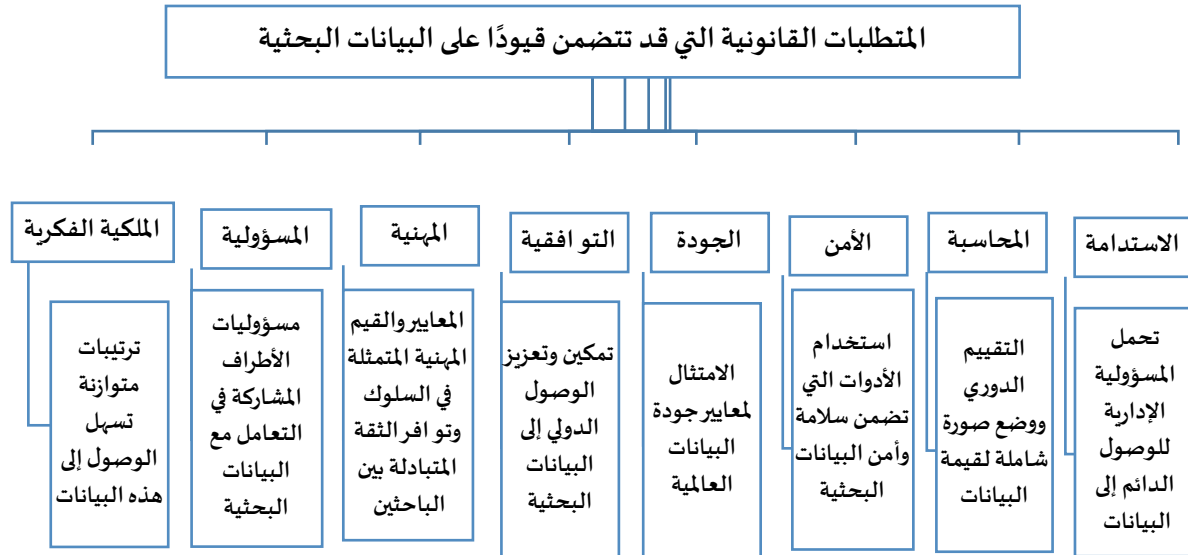 المتطلبات القانونية التي قد تتضمن قيودًا على البيانات البحثية
الاستدامة
تحمل
المسؤولية
الإدارية
للوصول
الدائم إلى
البيانات
المحاسبة
التقييم
الدوري
ووضع صورة
شاملة لقيمة
البيانات
الأمن
استخدام
الأدوات التي
تضمن سلامة
وأمن البيانات
البحثية
الجودة
الامتثال
لمعايير جودة
البيانات
العالمية
التوافقية
تمكين وتعزيز
الوصول
الدولي إلى
البيانات
البحثية
المهنية
المعايير والقيم
المهنية المتمثلة
في السلوك
وتوافر الثقة
المتبادلة بين
الباحثين
المسؤولية
مسؤوليات
الأطراف
المشاركة في
التعامل مع
البيانات
البحثية
الملكية الفكرية
ترتيبات
متوازنة
تسهل
الوصول إلى
هذه البيانات